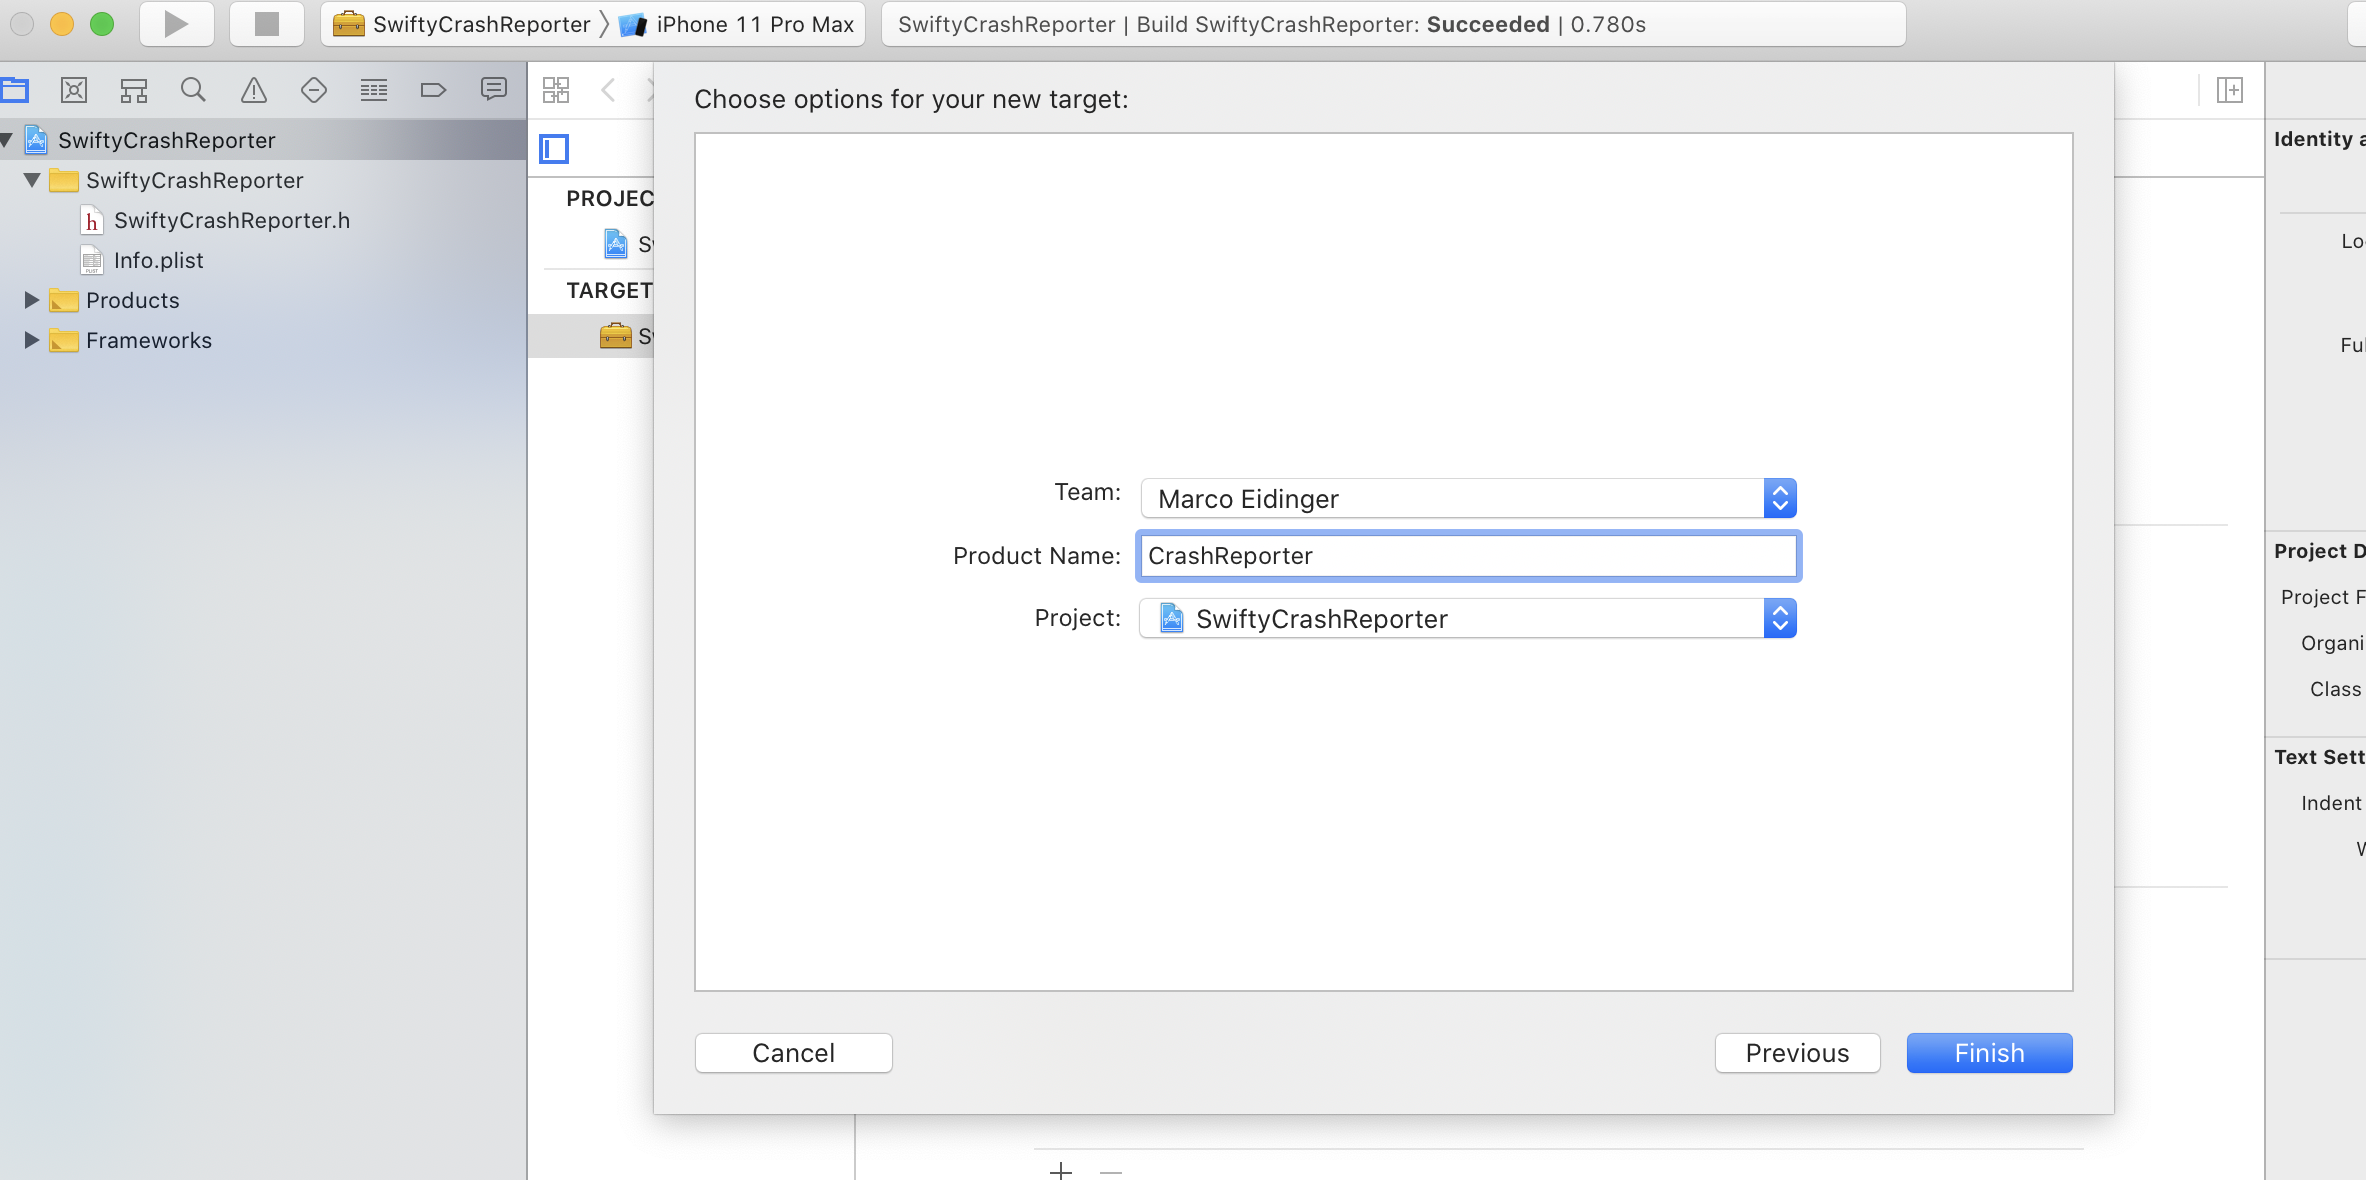 SwiftyCrashReporter
iPhone 11 Pro Max
SwiftyCrashReporter | Build SwiftyCrashReporter: Succeeded | 0.780s
SwiftyCrashReporter
SwiftyCrashReporter
SwiftyCrashReporter.h
Info.plist
Products
Frameworks
PROJEC
TARGET
Choose options for your new target:
Team:
Marco Eidinger
Product Name:
CrashReporter
Project:
SwiftyCrashReporter
Cancel
Previous
Finish
Identity a
Lo
Ful
Project D
Project F
Organi
Class
Text Sett
Indent